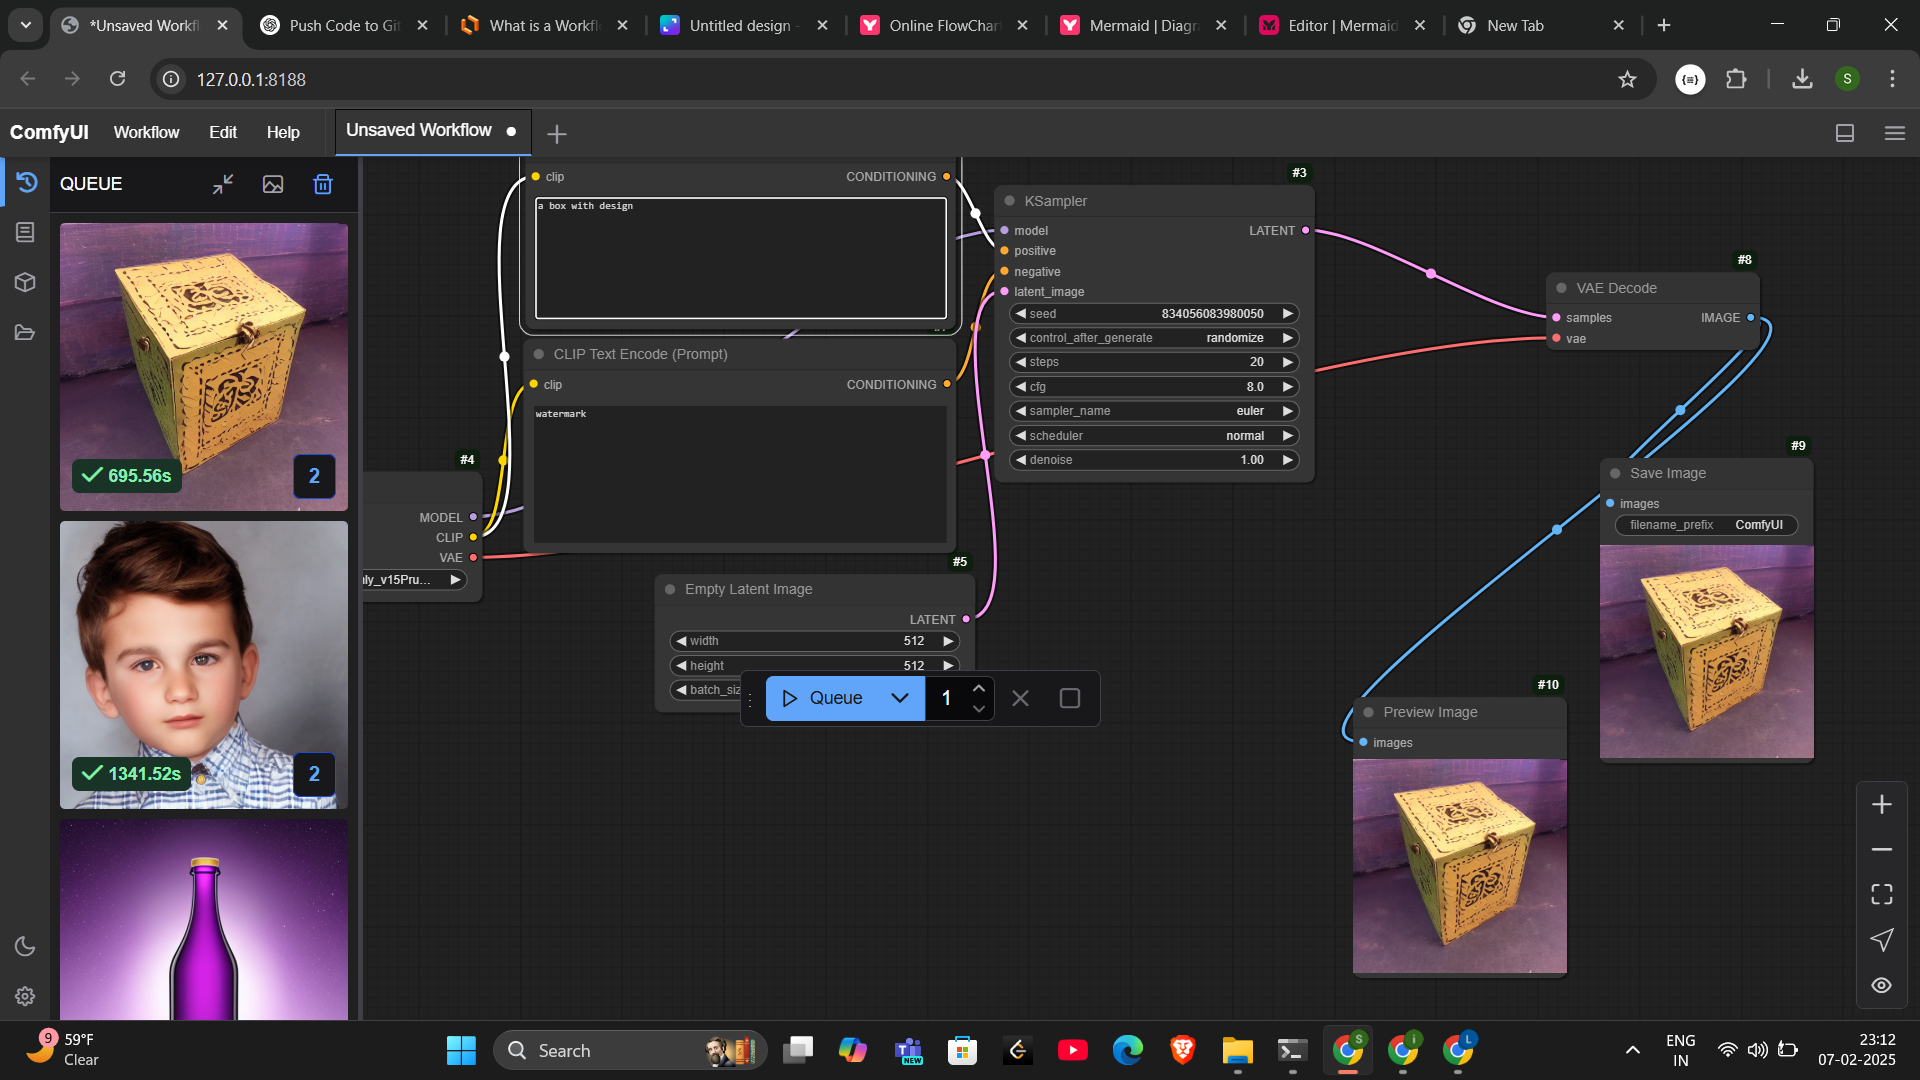 *Unsaved Workfl
Push Code to Git
What is a Workfl
Untitled design -
Online FlowChar
Mermaid | Diagr
Editor | Mermaid
New Tab
127.0.0.1:8188
S
ComfyUI
Workflow
Edit
Help
Unsaved Workflow
QUEUE
695.56s
2
1341.52s
2
clip
CONDITIONING
a box with design
CLIP Text Encode (Prompt)
clip
CONDITIONING
watermark
#4
MODEL
CLIP
VAE
ly_v15Pru...
#5
Empty Latent Image
LATENT
width
512
height
512
batch_siz
Queue
1
#3
KSampler
model
LATENT
positive
negative
latent_image
seed
834056083980050
control_after_generate
randomize
steps
20
cfg
8.0
sampler_name
euler
scheduler
normal
denoise
1.00
#8
VAE Decode
samples
IMAGE
vae
#9
Save Image
images
filename_prefix
ComfyUI
#10
Preview Image
images
9
59°F
Clear
Search
NEW
S
i
L
ENG
IN
23:12
07-02-2025